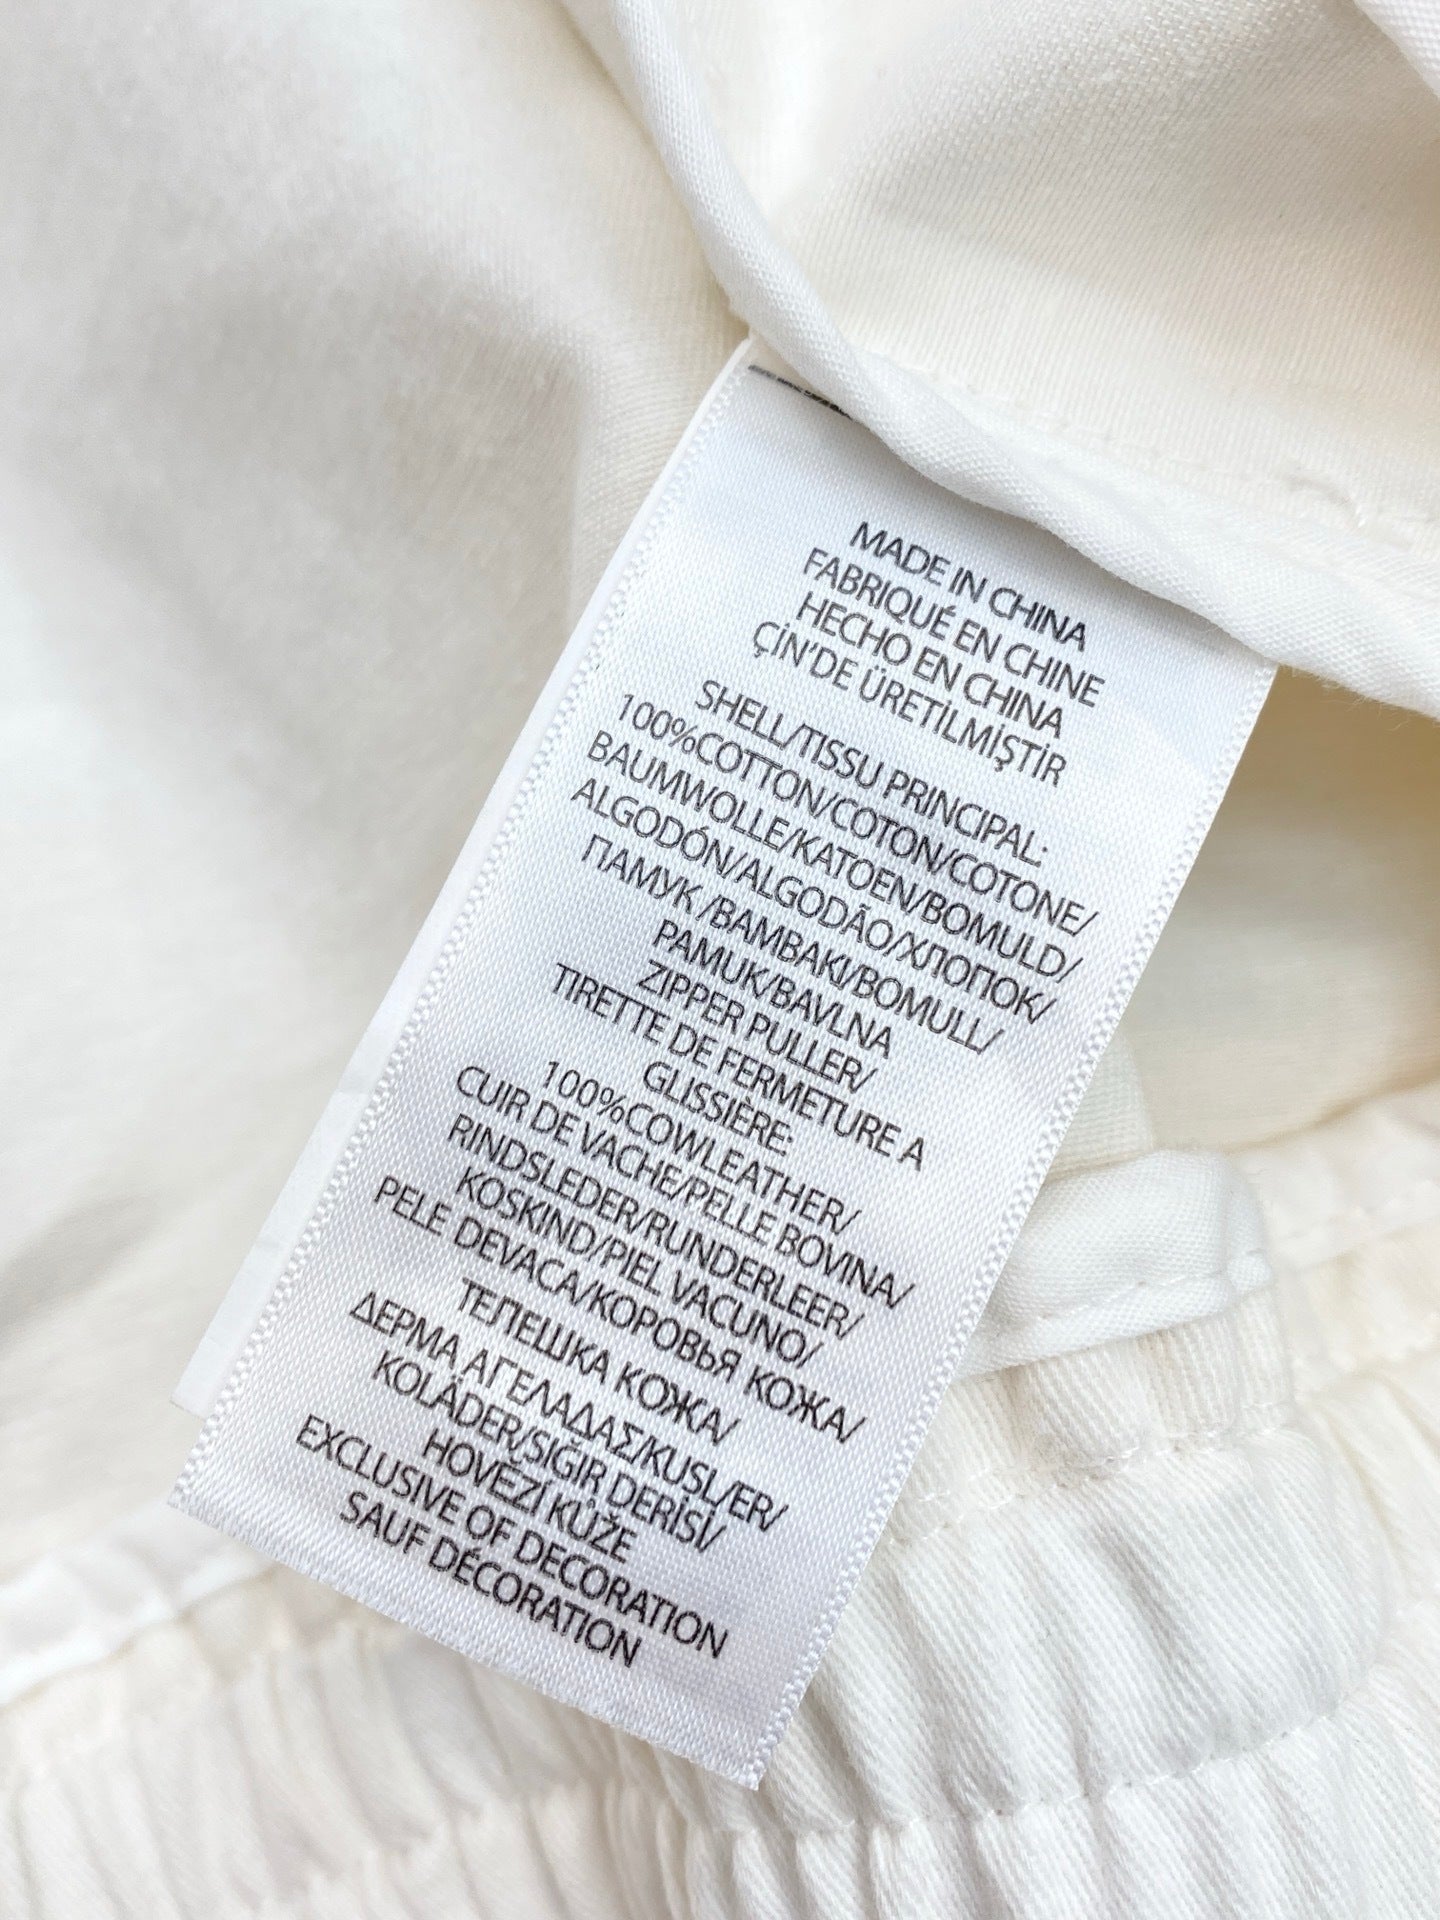 MADE IN CHINA
FABRIQUÉ EN CHINE
HECHO EN CHINA
ÇİN'DE ÜRETİLMİŞTİR
SHELL/TISSU PRINCIPAL:
100%COTTON/COTON/COTONE/
BAUMWOLLE/KATOEN/BOMULD/
ALGODÓN/ALGODÃO/ХЛОПОК/
ПАМУК /BAMBAKI/BOMULL/
PAMUK/BAVLNA
ZIPPER PULLER/
TIRETTE DE FERMETURE A
GLISSIÈRE:
100%COWLEATHER/
CUIR DE VACHE/PELLE BOVINA/
RINDSLEDER/RUNDERLEER/
KOSKIND/PIEL VACUNO/
PELE DEVACA/КОРОВЬЯ КОЖА/
ТЕЛЕШКА КОЖА/
ΔΕΡΜΑ ΑΓΕΛΑΔΑΣ/KUSL/ER/
KOLÄDER/SIĞIR DERİSİ/
HOVĚZÍ KŮŽE
EXCLUSIVE OF DECORATION
SAUF DÉCORATION